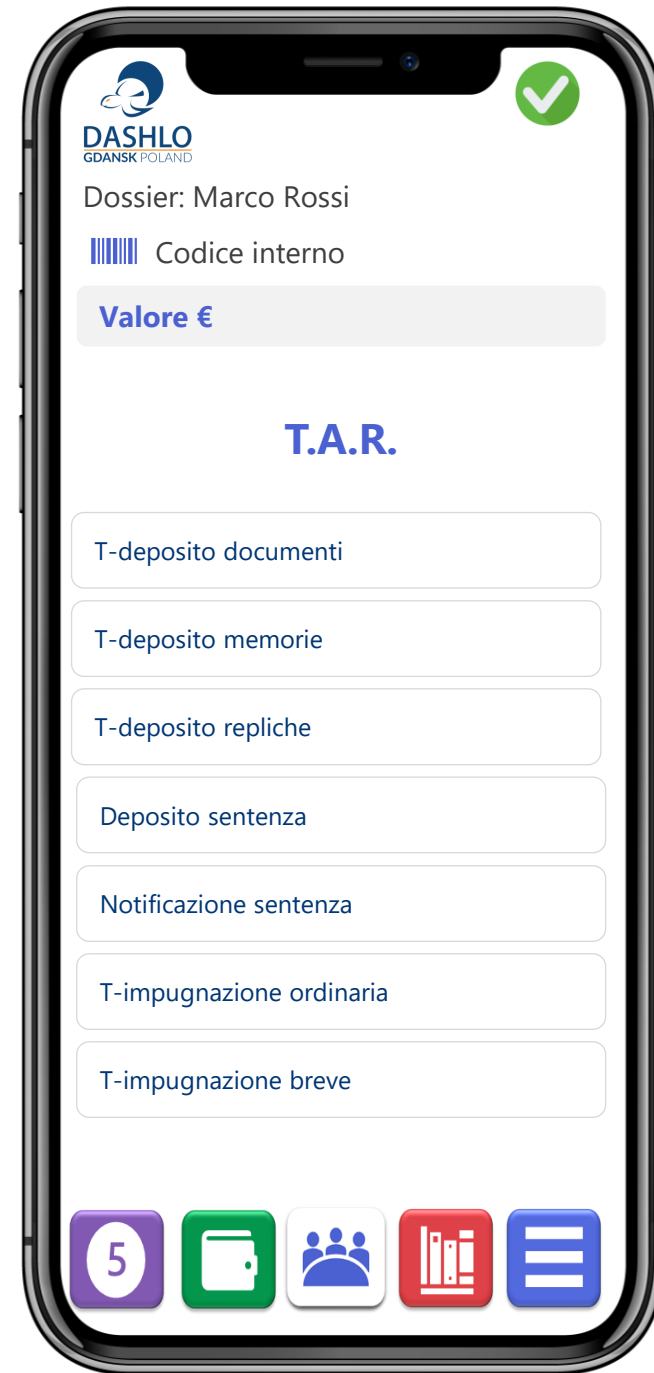 DASHLO
GDANSK POLAND
Dossier: Marco Rossi
Codice interno
Valore €
T.A.R.
T-deposito documenti
T-deposito memorie
T-deposito repliche
Deposito sentenza
Notificazione sentenza
T-impugnazione ordinaria
T-impugnazione breve
5